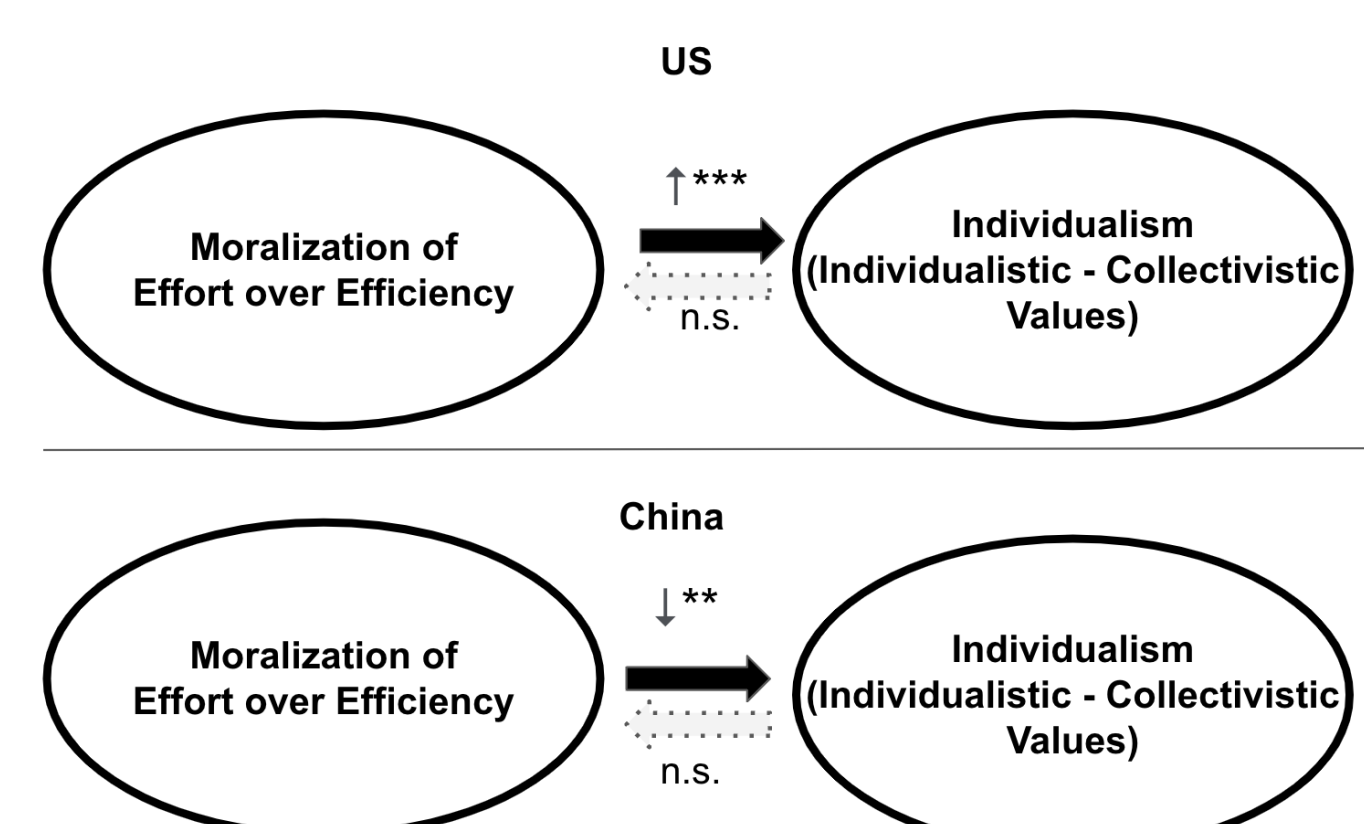 US
↑***
Moralization of
Effort over Efficiency
Individualism
(Individualistic - Collectivistic
Values)
n.s.
China
↓**
Moralization of
Effort over Efficiency
Individualism
(Individualistic - Collectivistic
Values)
n.s.